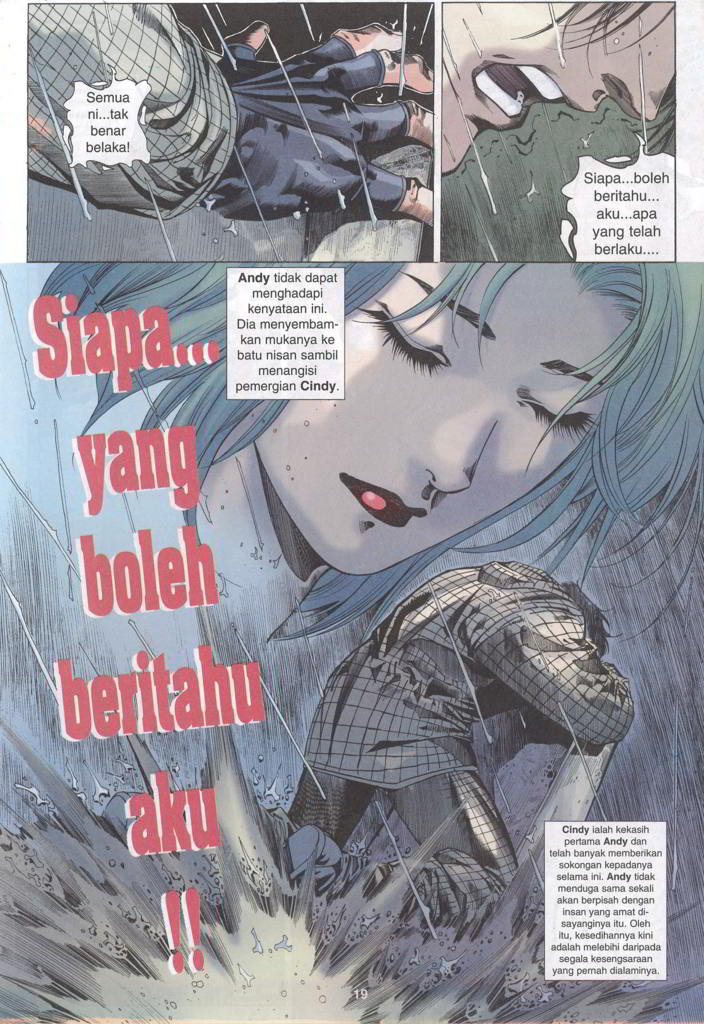 Semua
ni...tak
benar
belaka!
Siapa...boleh
beritahu...
aku...apa
yang telah
berlaku....
Andy tidak dapat
menghadapi
kenyataan ini.
Dia menyembam-
kan mukanya ke
batu nisan sambil
menangisi
pemergian Cindy.
Siapa...
yang
boleh
beritahu
aku
!!
Cindy ialah kekasih
pertama Andy dan
telah banyak memberikan
sokongan kepadanya
selama ini. Andy tidak
menduga sama sekali
akan berpisah dengan
insan yang amat di-
sayanginya itu. Oleh
itu, kesedihannya kini
adalah melebihi daripada
segala kesengsaraan
yang pernah dialaminya.
19